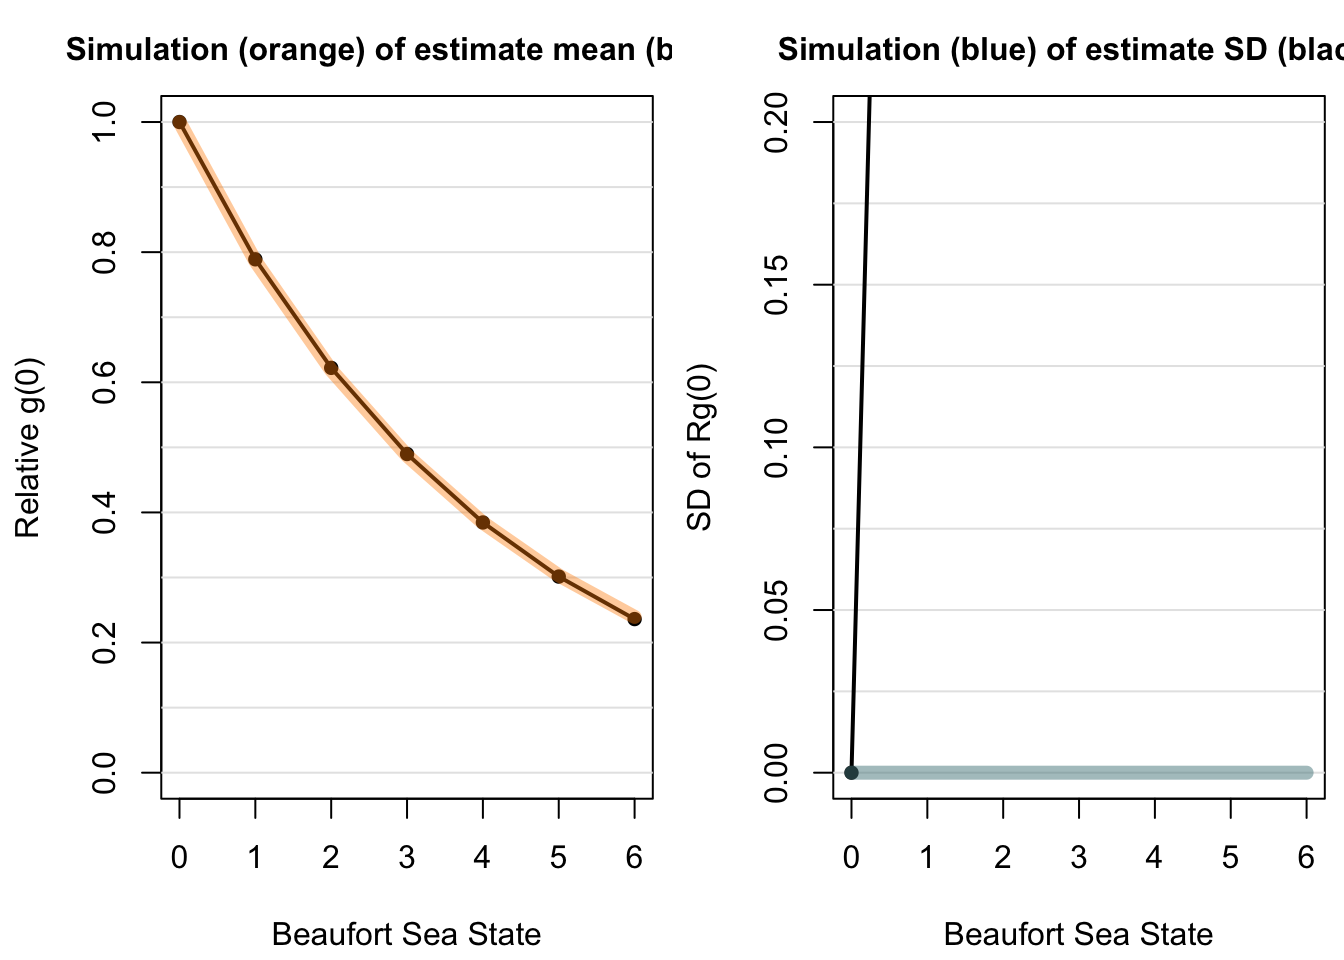 Simulation (orange) of estimate mean (b
Relative g(0)
1.0
0.8
0.6
0.4
0.2
0.0
0 1 2 3 4 5 6
Beaufort Sea State
Simulation (blue) of estimate SD (blac
SD of Rg(0)
0.20
0.15
0.10
0.05
0.00
0 1 2 3 4 5 6
Beaufort Sea State